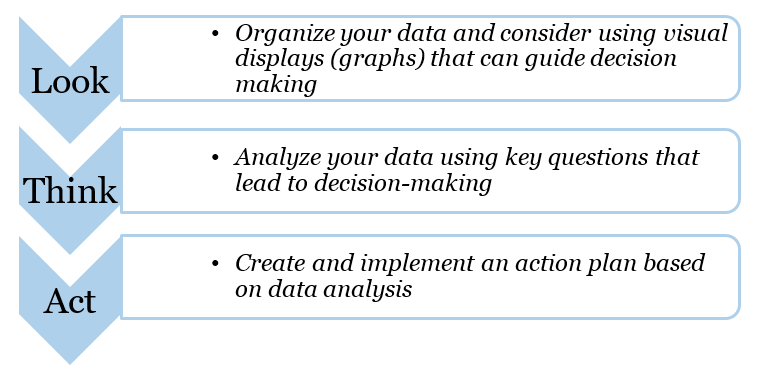 Look
• Organize your data and consider using visual
displays (graphs) that can guide decision
making
Think
• Analyze your data using key questions that
lead to decision-making
Act
• Create and implement an action plan based
on data analysis